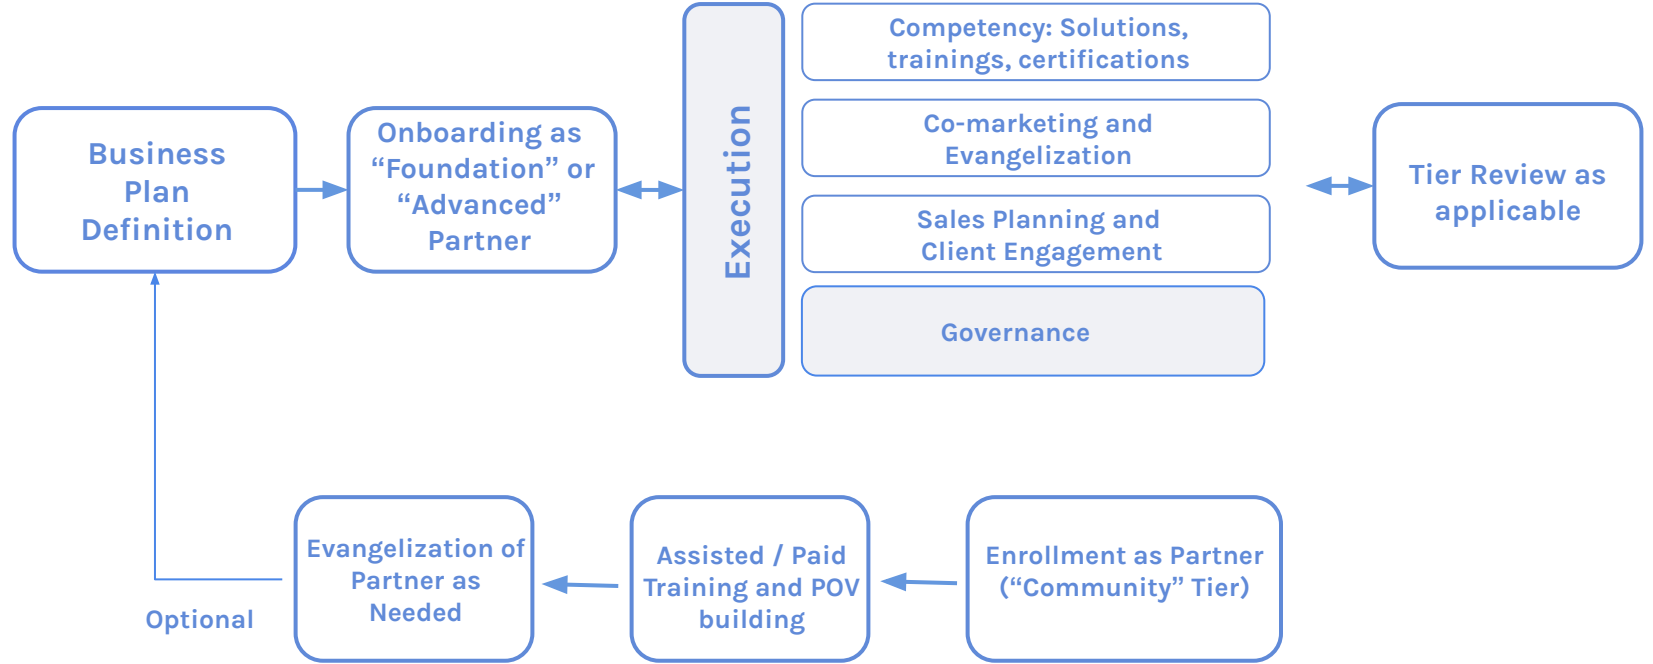 Business
Plan
Definition
Onboarding as
“Foundation” or
“Advanced”
Partner
Execution
Competency: Solutions,
trainings, certifications
Co-marketing and
Evangelization
Sales Planning and
Client Engagement
Governance
Tier Review as
applicable
Optional
Evangelization of
Partner as
Needed
Assisted / Paid
Training and POV
building
Enrollment as Partner
(“Community” Tier)